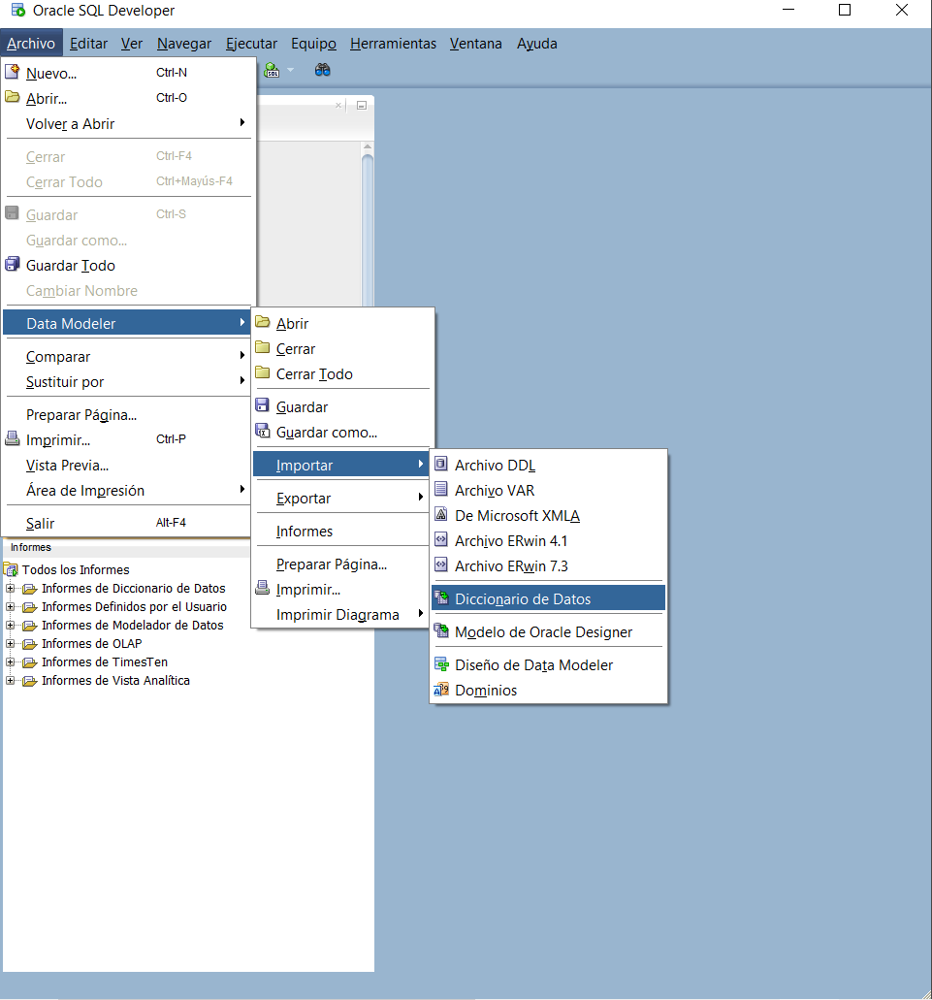 Oracle SQL Developer
Archivo Editar Ver Navegar Ejecutar Equipo Herramientas Ventana Ayuda
Nuevo... Ctrl-N
Abrir... Ctrl-O
Volver a Abrir
Cerrar Ctrl-F4
Cerrar Todo Ctrl+Mayús-F4
Guardar Ctrl-S
Guardar como...
Guardar Todo
Cambiar Nombre
Data Modeler
Comparar
Sustituir por
Preparar Página...
Imprimir... Ctrl-P
Vista Previa...
Área de Impresión
Salir Alt-F4
Abrir
Cerrar
Cerrar Todo
Guardar
Guardar como...
Importar
Exportar
Informes
Preparar Página...
Imprimir...
Imprimir Diagrama
Archivo DDL
Archivo VAR
De Microsoft XMLA
Archivo ERwin 4.1
Archivo ERwin 7.3
Diccionario de Datos
Modelo de Oracle Designer
Diseño de Data Modeler
Dominios
Informes
Todos los Informes
Informes de Diccionario de Datos
Informes Definidos por el Usuario
Informes de Modelador de Datos
Informes de OLAP
Informes de TimesTen
Informes de Vista Analítica